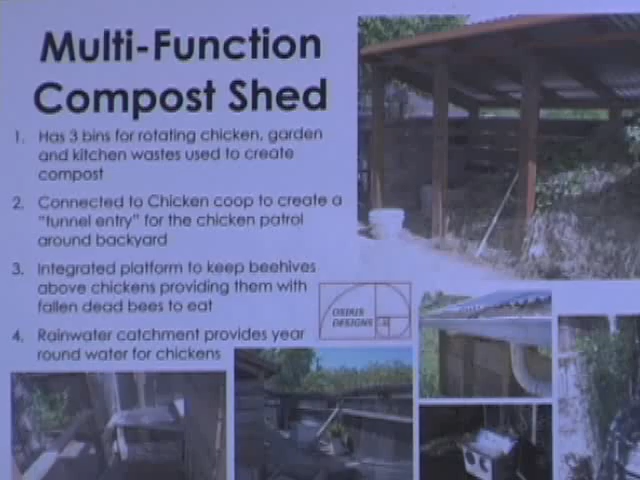 Multi-Function
Compost Shed
1. Has 3 bins for rotating chicken, garden
and kitchen wastes used to create
compost
2. Connected to Chicken coop to create a
"tunnel entry" for the chicken patrol
around backyard
3. Integrated platform to keep beehives
above chickens providing them with
fallen dead bees to eat
4. Rainwater catchment provides year
round water for chickens
OSIRIS
DESIGNS